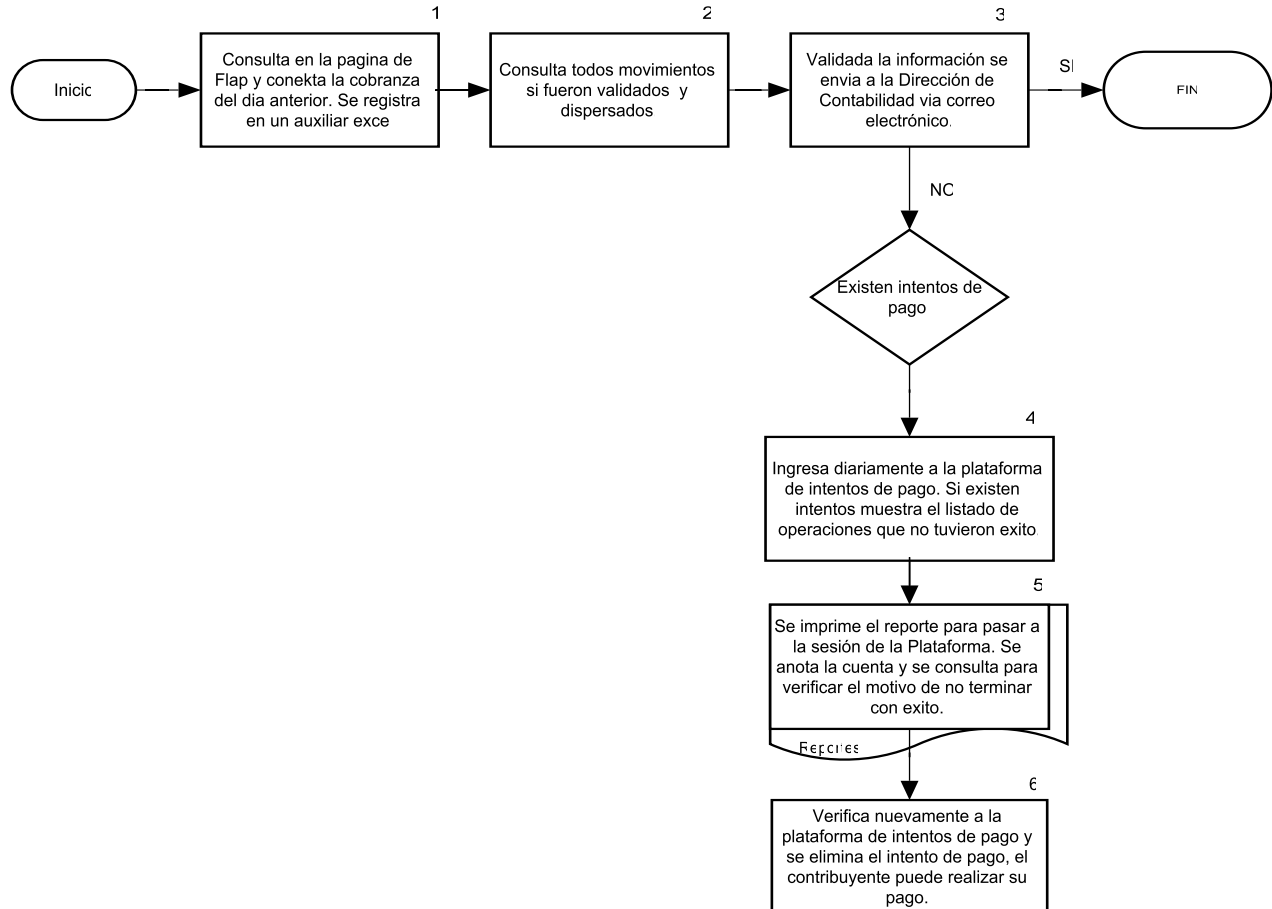 1
2
3
Inicio
Consulta en la pagina de
Flap y conekta la cobranza
del dia anterior. Se registra
en un auxiliar exce
Consulta todos movimientos
si fueron validados y
dispersados
Validada la información se
envia a la Dirección de
Contabilidad via correo
electrónico.
SI
FIN
NO
Existen intentos de
pago
4
Ingresa diariamente a la plataforma
de intentos de pago. Si existen
intentos muestra el listado de
operaciones que no tuvieron exito.
5
Se imprime el reporte para pasar a
la sesión de la Plataforma. Se
anota la cuenta y se consulta para
verificar el motivo de no terminar
con exito.
Reportes
6
Verifica nuevamente a la
plataforma de intentos de pago y
se elimina el intento de pago, el
contribuyente puede realizar su
pago.